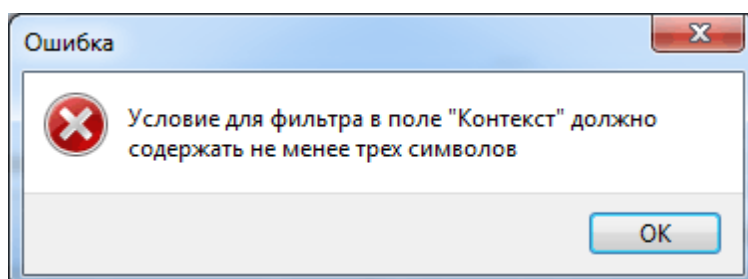 Ошибка
Условие для фильтра в поле "Контекст" должно
содержать не менее трех символов
OK